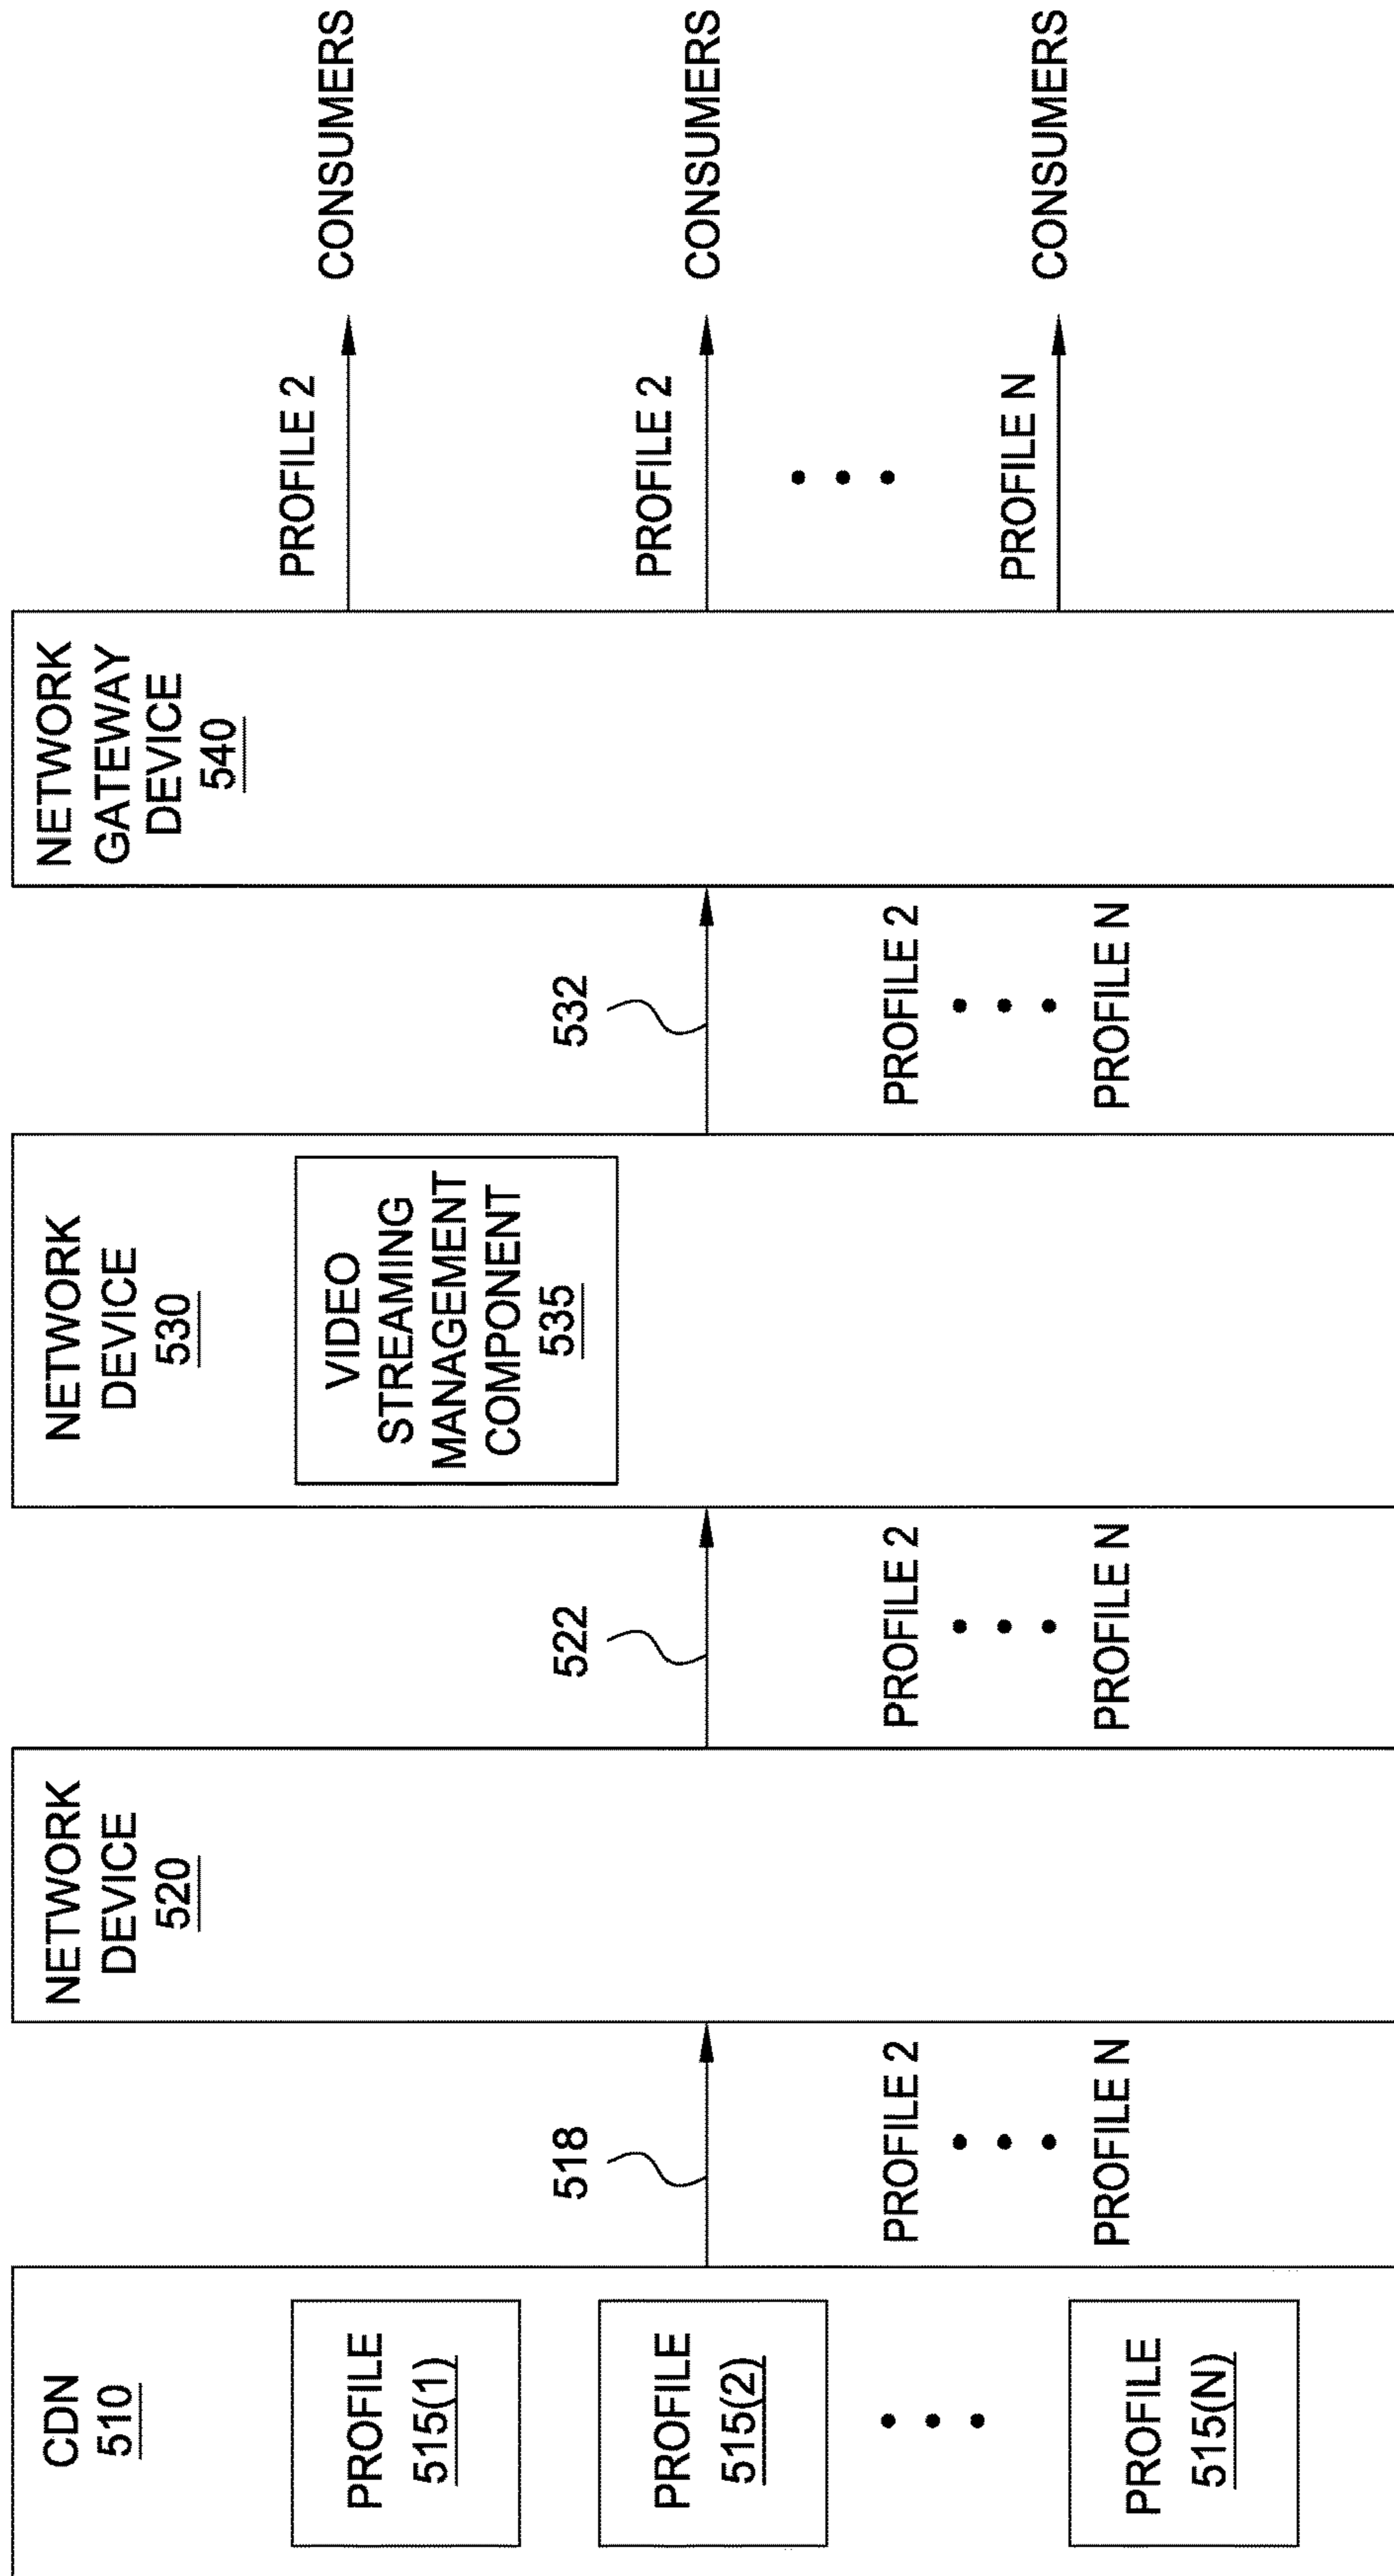 CDN
510
PROFILE
515(1)
PROFILE
515(2)
PROFILE
515(N)
518
PROFILE 2
PROFILE N
NETWORK
DEVICE
520
522
PROFILE 2
PROFILE N
NETWORK
DEVICE
530
VIDEO
STREAMING
MANAGEMENT
COMPONENT
535
532
PROFILE 2
PROFILE N
NETWORK
GATEWAY
DEVICE
540
PROFILE 2
CONSUMERS
PROFILE 2
CONSUMERS
PROFILE N
CONSUMERS